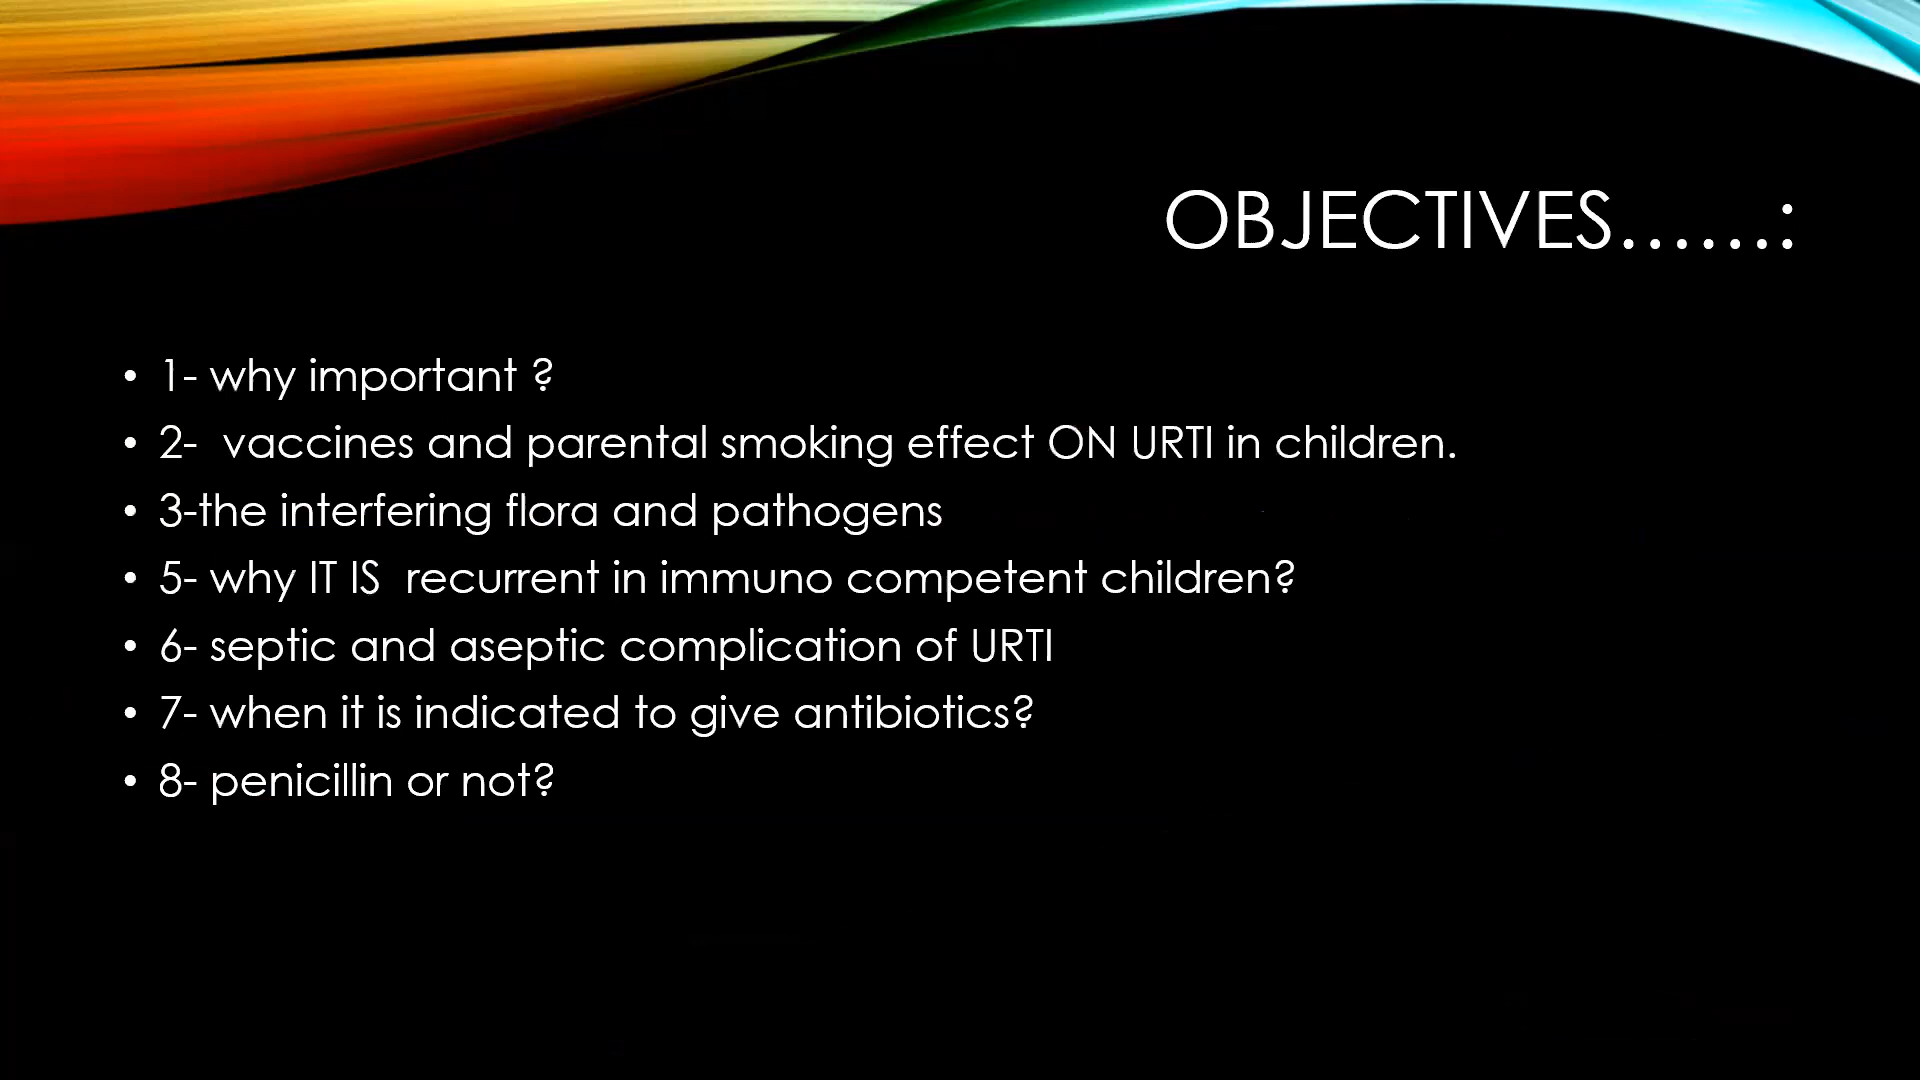 OBJECTIVES......:
• 1- why important ?
• 2-  vaccines and parental smoking effect ON URTI in children.
• 3-the interfering flora and pathogens
• 5- why IT IS  recurrent in immuno competent children?
• 6- septic and aseptic complication of URTI
• 7- when it is indicated to give antibiotics?
• 8- penicillin or not?